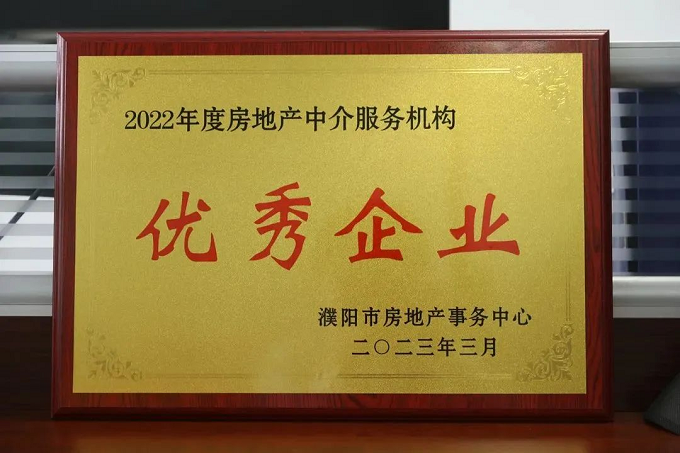 2022年度房地产中介服务机构
优秀企业
濮阳市房地产事务中心
二〇二三年三月